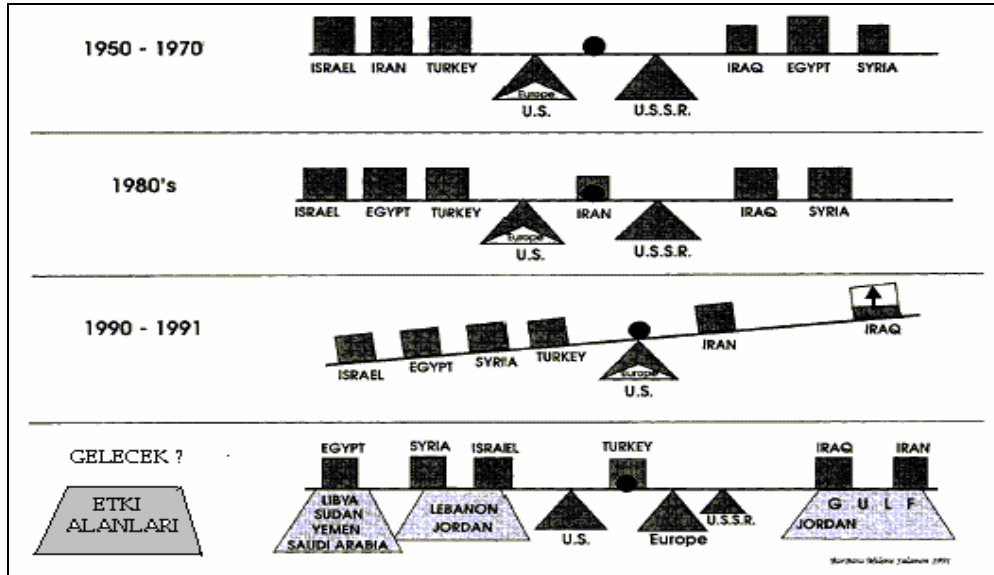 1950 - 1970
ISRAEL IRAN TURKEY IRAQ EGYPT SYRIA
Europe
U.S. U.S.S.R.
1980's
ISRAEL EGYPT TURKEY IRAN IRAQ SYRIA
Europe
U.S. U.S.S.R.
1990 - 1991
ISRAEL EGYPT SYRIA TURKEY IRAN IRAQ
Europe
U.S.
GELECEK ?
ETKI
ALANLARI
EGYPT SYRIA ISRAEL TURKEY IRAQ IRAN
LIBYA
SUDAN
YEMEN
SAUDI ARABIA
LEBANON
JORDAN
U.S. Europe U.S.S.R.
GULF
JORDAN
1991